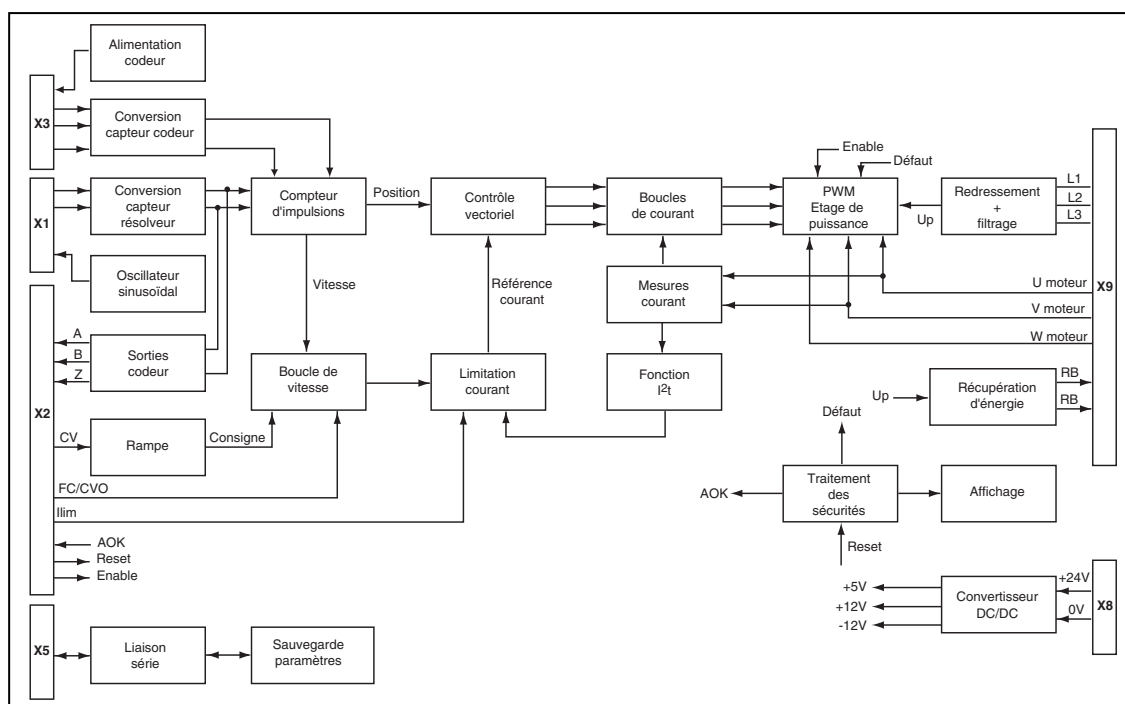 Alimentation
codeur
X3
Conversion
capteur codeur
X1
Conversion
capteur
résolveur
Compteur
d'impulsions
Position
Contrôle
vectoriel
Boucles
de courant
Enable
Défaut
PWM
Etage de
puissance
Up
Redressement
+
filtrage
L1
L2
L3
X9
Oscillateur
sinusoïdal
Vitesse
Référence
courant
Mesures
courant
U moteur
V moteur
W moteur
X2
A
B
Z
Sorties
codeur
Boucle de
vitesse
Limitation
courant
Fonction
I²t
Up
Récupération
d'énergie
RB
RB
CV
Rampe
Consigne
Défaut
FC/CVO
Ilim
AOK
Traitement
des
sécurités
Affichage
AOK
Reset
Enable
Reset
+5V
+12V
-12V
Convertisseur
DC/DC
+24V
0V
X8
X5
Liaison
série
Sauvegarde
paramètres